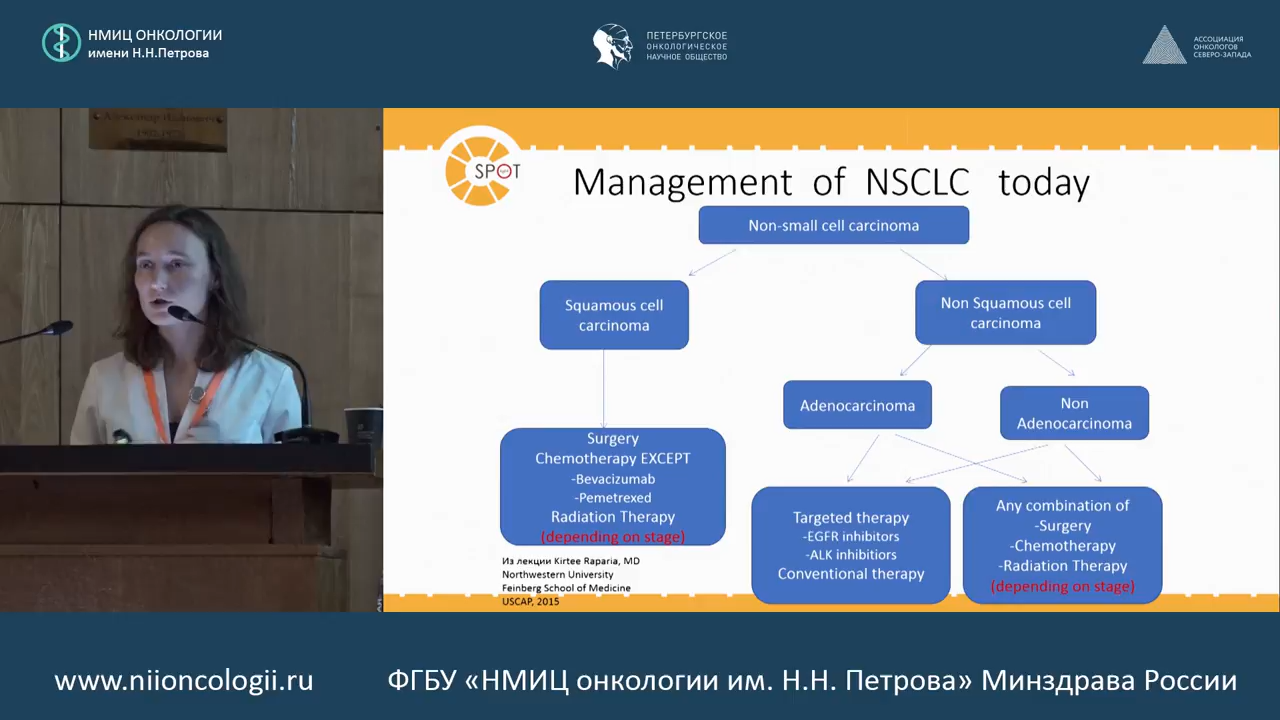 НМИЦ ОНКОЛОГИИ
имени Н.Н.Петрова
ПЕТЕРБУРГСКОЕ
ОНКОЛОГИЧЕСКОЕ
НАУЧНОЕ ОБЩЕСТВО
АССОЦИАЦИЯ
ОНКОЛОГОВ
СЕВЕРО-ЗАПАДА
SPOT
Management of NSCLC today
Non-small cell carcinoma
Squamous cell
carcinoma
Non Squamous cell
carcinoma
Adenocarcinoma
Non
Adenocarcinoma
Surgery
Chemotherapy EXCEPT
-Bevacizumab
-Pemetrexed
Radiation Therapy
(depending on stage)
Targeted therapy
-EGFR inhibitors
-ALK inhibitiors
Conventional therapy
Any combination of
-Surgery
-Chemotherapy
-Radiation Therapy
(depending on stage)
Из лекции Kirtee Raparia, MD
Northwestern University
Feinberg School of Medicine
USCAP, 2015
www.niioncologii.ru
ФГБУ «НМИЦ онкологии им. Н.Н. Петрова» Минздрава России